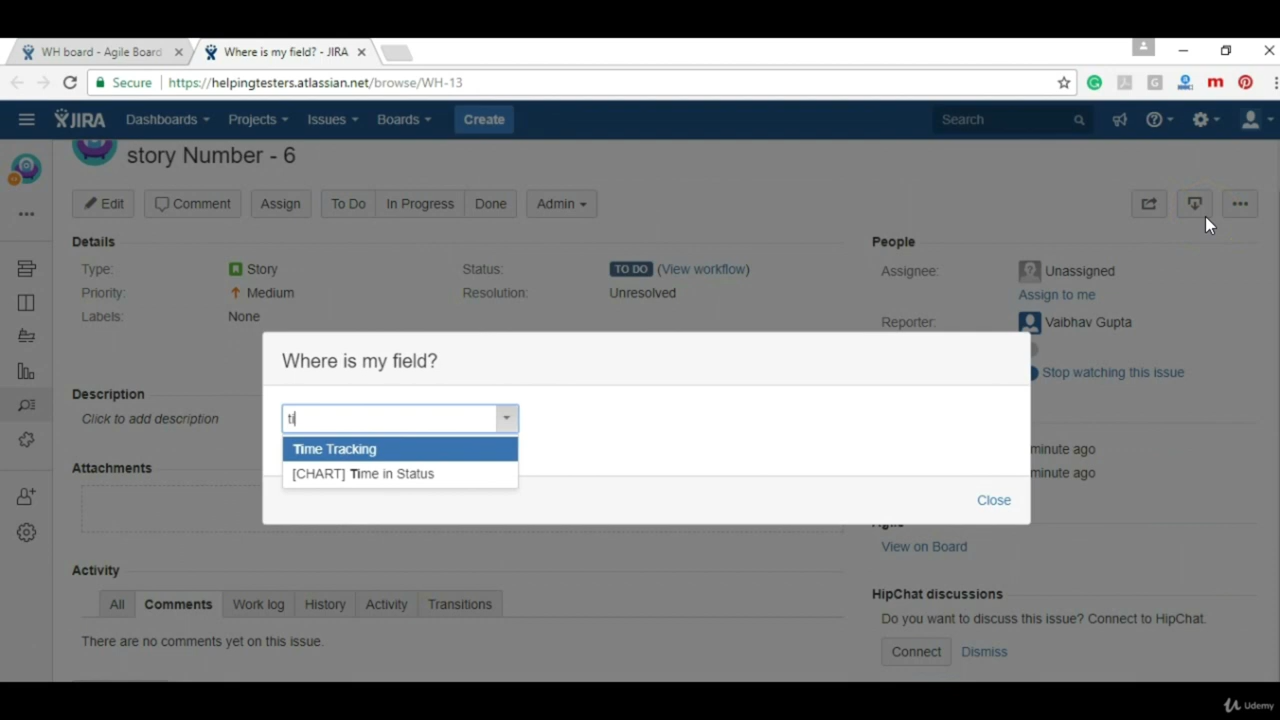 WH board - Agile Board
Where is my field? - JIRA
Secure https://helpingtesters.atlassian.net/browse/WH-13
JIRA Dashboards Projects Issues Boards Create Search
story Number - 6
Edit Comment Assign To Do In Progress Done Admin
Details
Type: Story
Status: TO DO (View workflow)
Priority: Medium
Resolution: Unresolved
Labels: None
People
Assignee: Unassigned
Assign to me
Reporter: Vaibhav Gupta
Stop watching this issue
Where is my field?
ti
Time Tracking
[CHART] Time in Status
Close
Description
Click to add description
Attachments
minute ago
minute ago
View on Board
Activity
All Comments Work log History Activity Transitions
There are no comments yet on this issue.
HipChat discussions
Do you want to discuss this issue? Connect to HipChat.
Connect Dismiss
Udemy